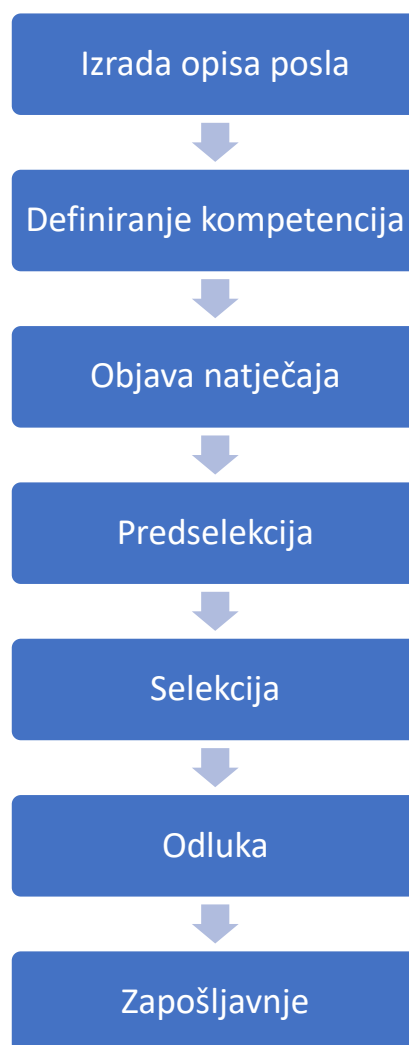 Izrada opisa posla
Definiranje kompetencija
Objava natječaja
Predselekcija
Selekcija
Odluka
Zapošljavnje